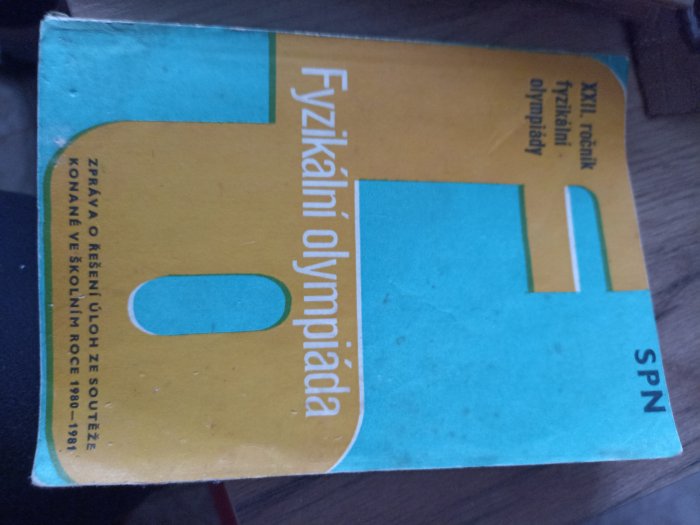 XXII. ročník
fyzikální
olympiády
SPN
Fyzikální olympiáda
ZPRÁVA O ŘEŠENÍ ÚLOH ZE SOUTĚŽE
KONANÉ VE ŠKOLNÍM ROCE 1980—1981